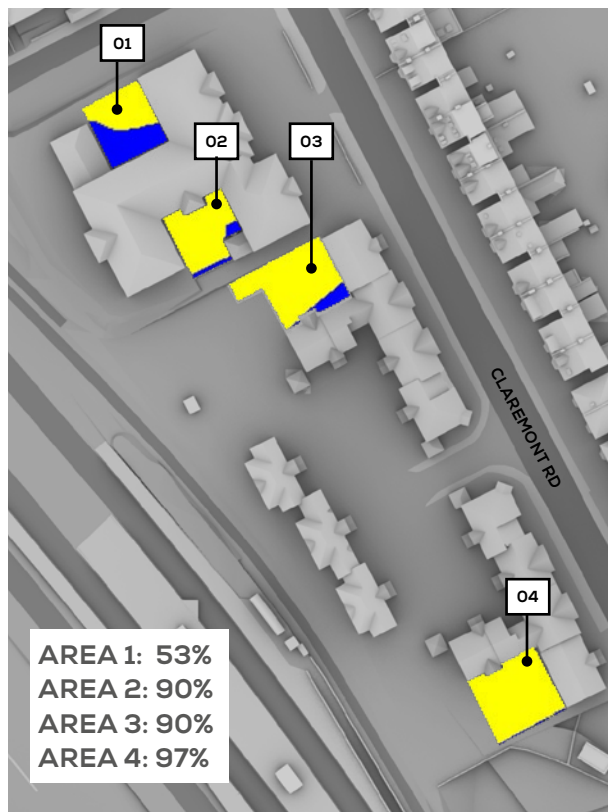 01
02
03
CLAREMONT RD
04
AREA 1: 53%
AREA 2: 90%
AREA 3: 90%
AREA 4: 97%